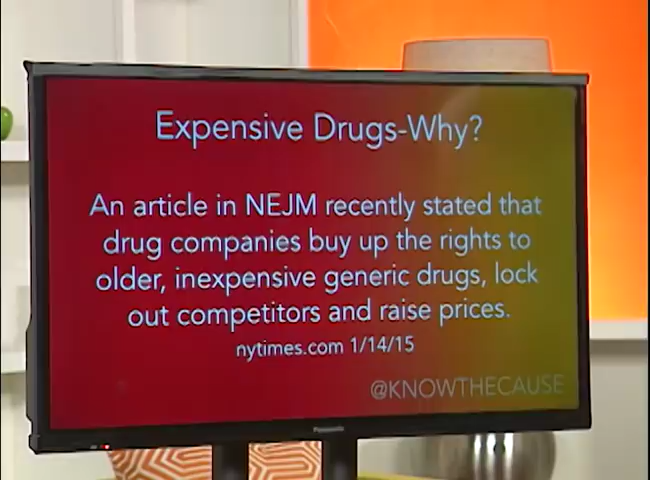 Expensive Drugs-Why?
An article in NEJM recently stated that
drug companies buy up the rights to
older, inexpensive generic drugs, lock
out competitors and raise prices.
nytimes.com 1/14/15
@KNOWTHECAUSE
Panasonic